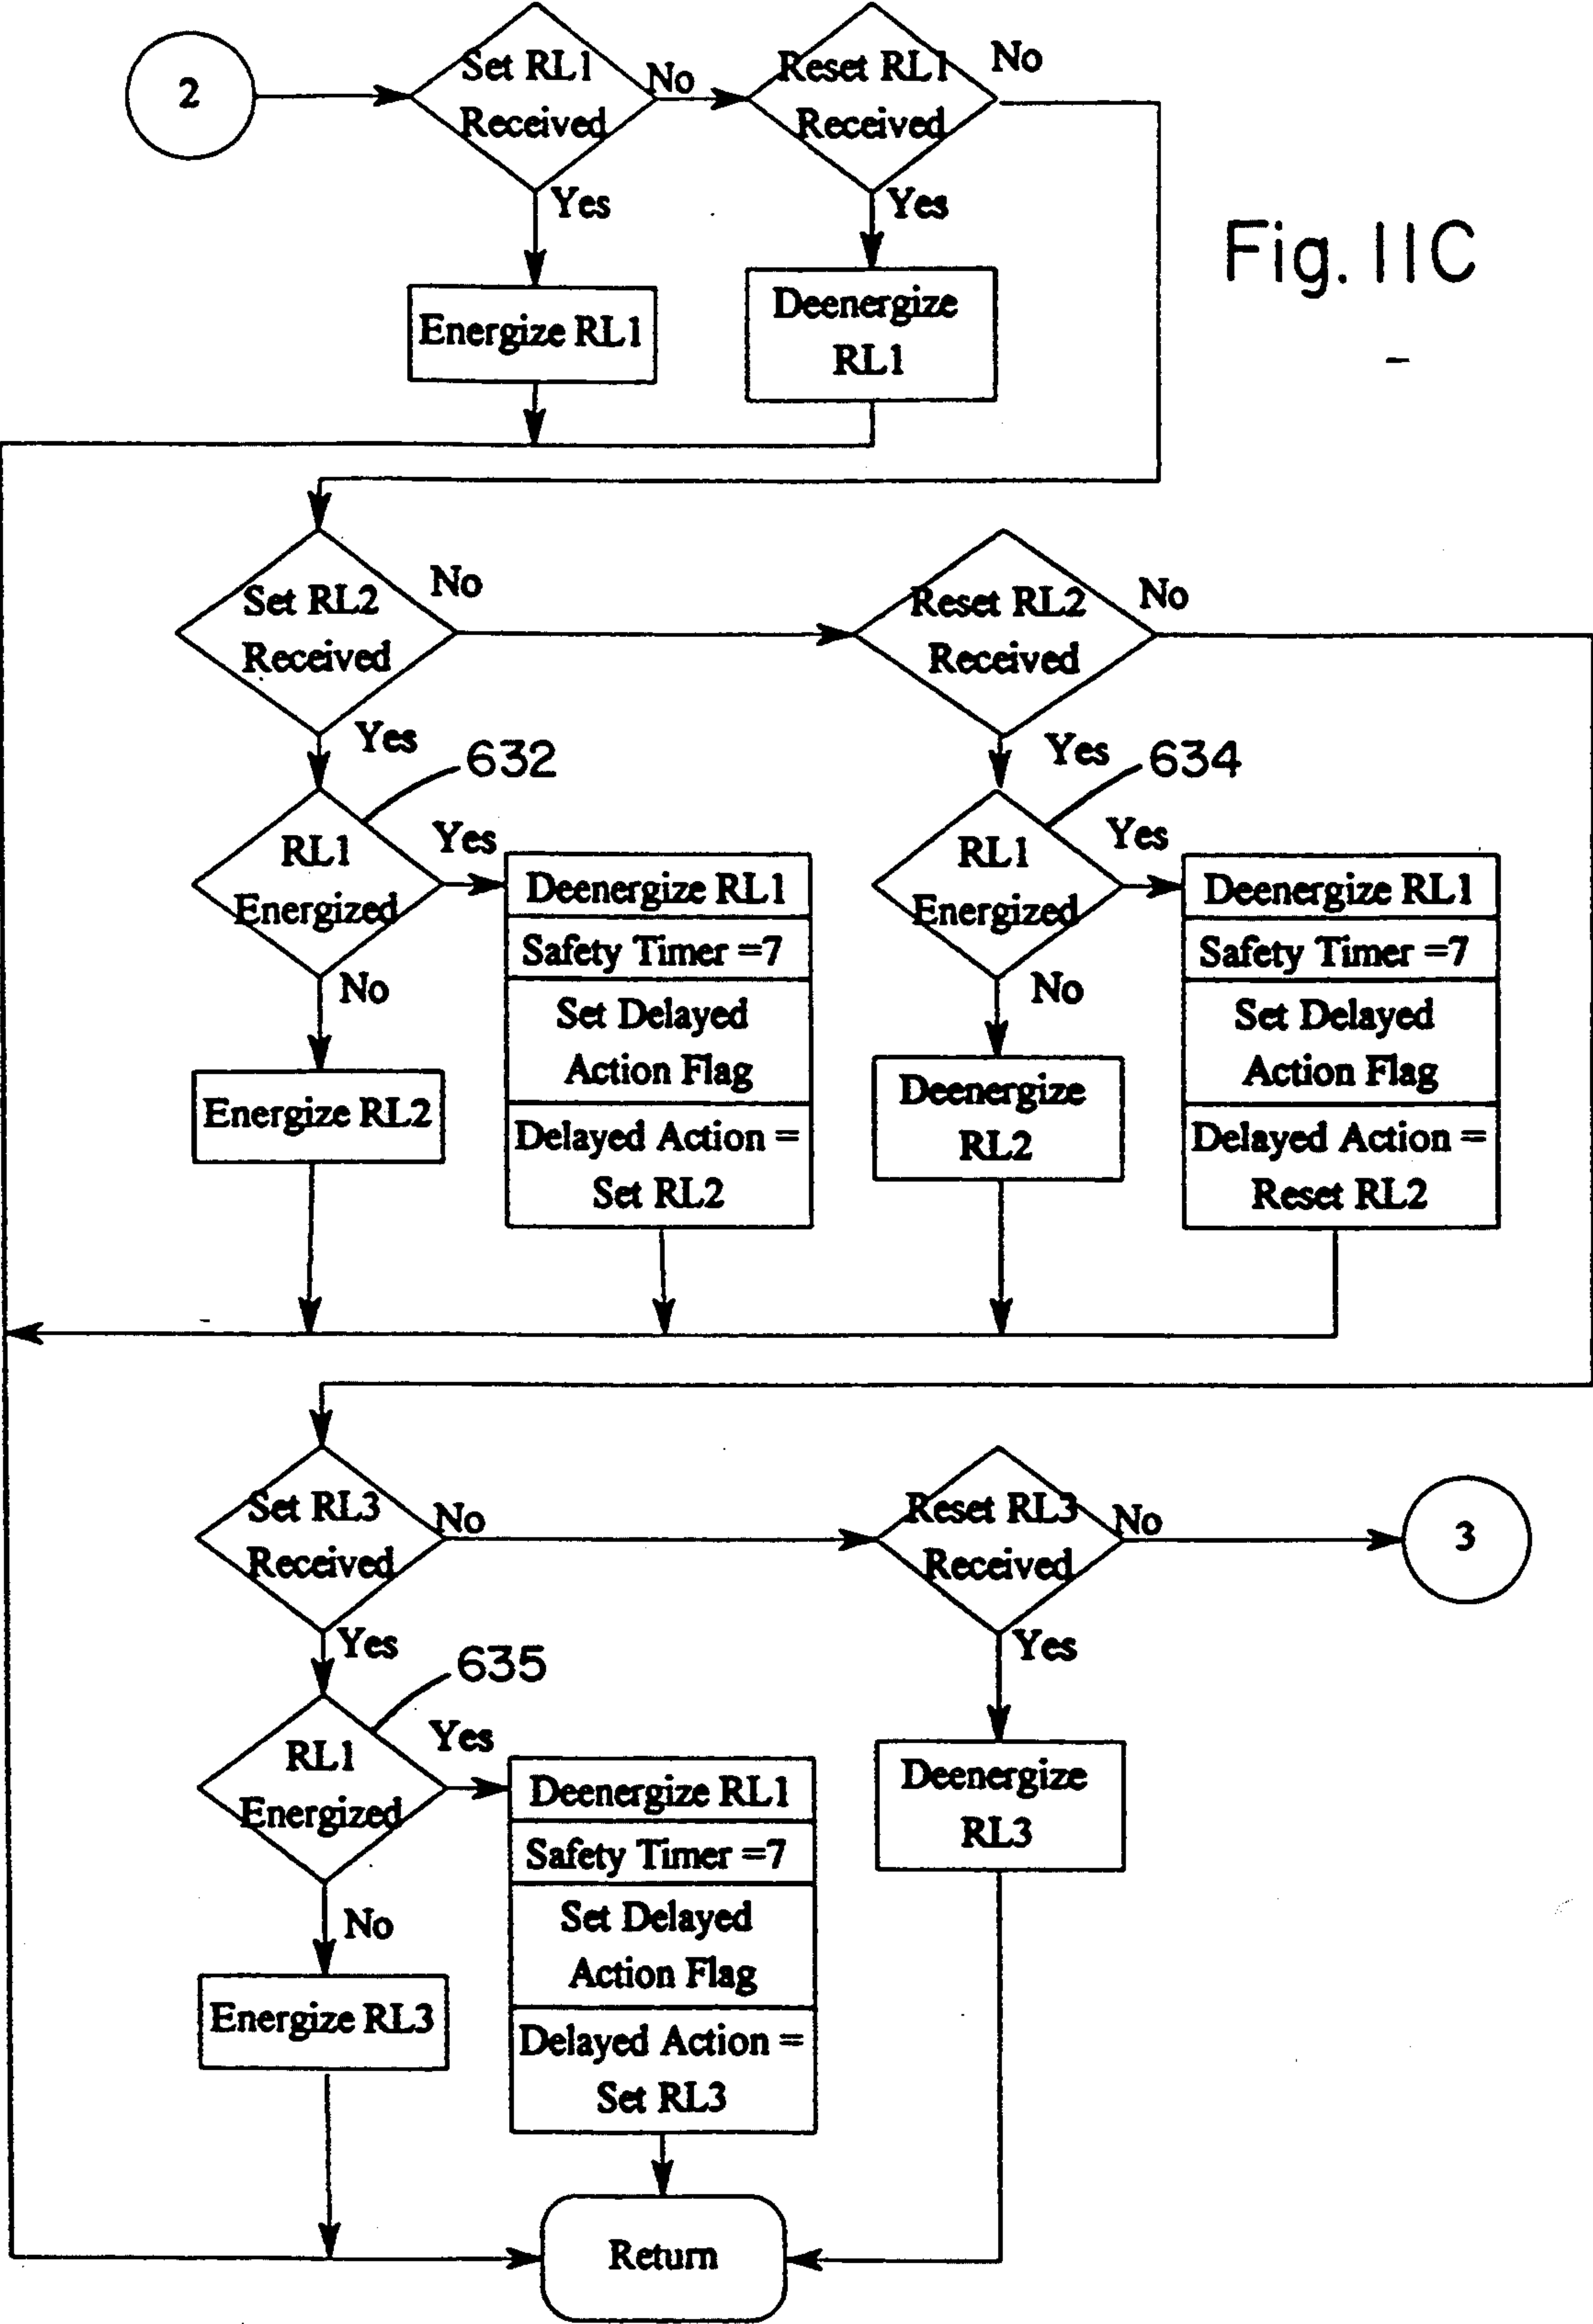 2
Set RL1
Received
No
Reset RL1
Received
No
Yes
Yes
Fig. 11C
Energize RL1
Deenergize
RL1
Set RL2
Received
No
Reset RL2
Received
No
Yes
632
Yes
634
RL1
Energized
Yes
Deenergize RL1
Safety Timer =7
Set Delayed
Action Flag
Delayed Action =
Set RL2
No
Energize RL2
RL1
Energized
Yes
Deenergize RL1
Safety Timer =7
Set Delayed
Action Flag
Delayed Action =
Reset RL2
No
Deenergize
RL2
Set RL3
Received
No
Reset RL3
Received
No
3
Yes
635
Yes
RL1
Energized
Yes
Deenergize RL1
Safety Timer =7
Set Delayed
Action Flag
Delayed Action =
Set RL3
Deenergize
RL3
No
Energize RL3
Return